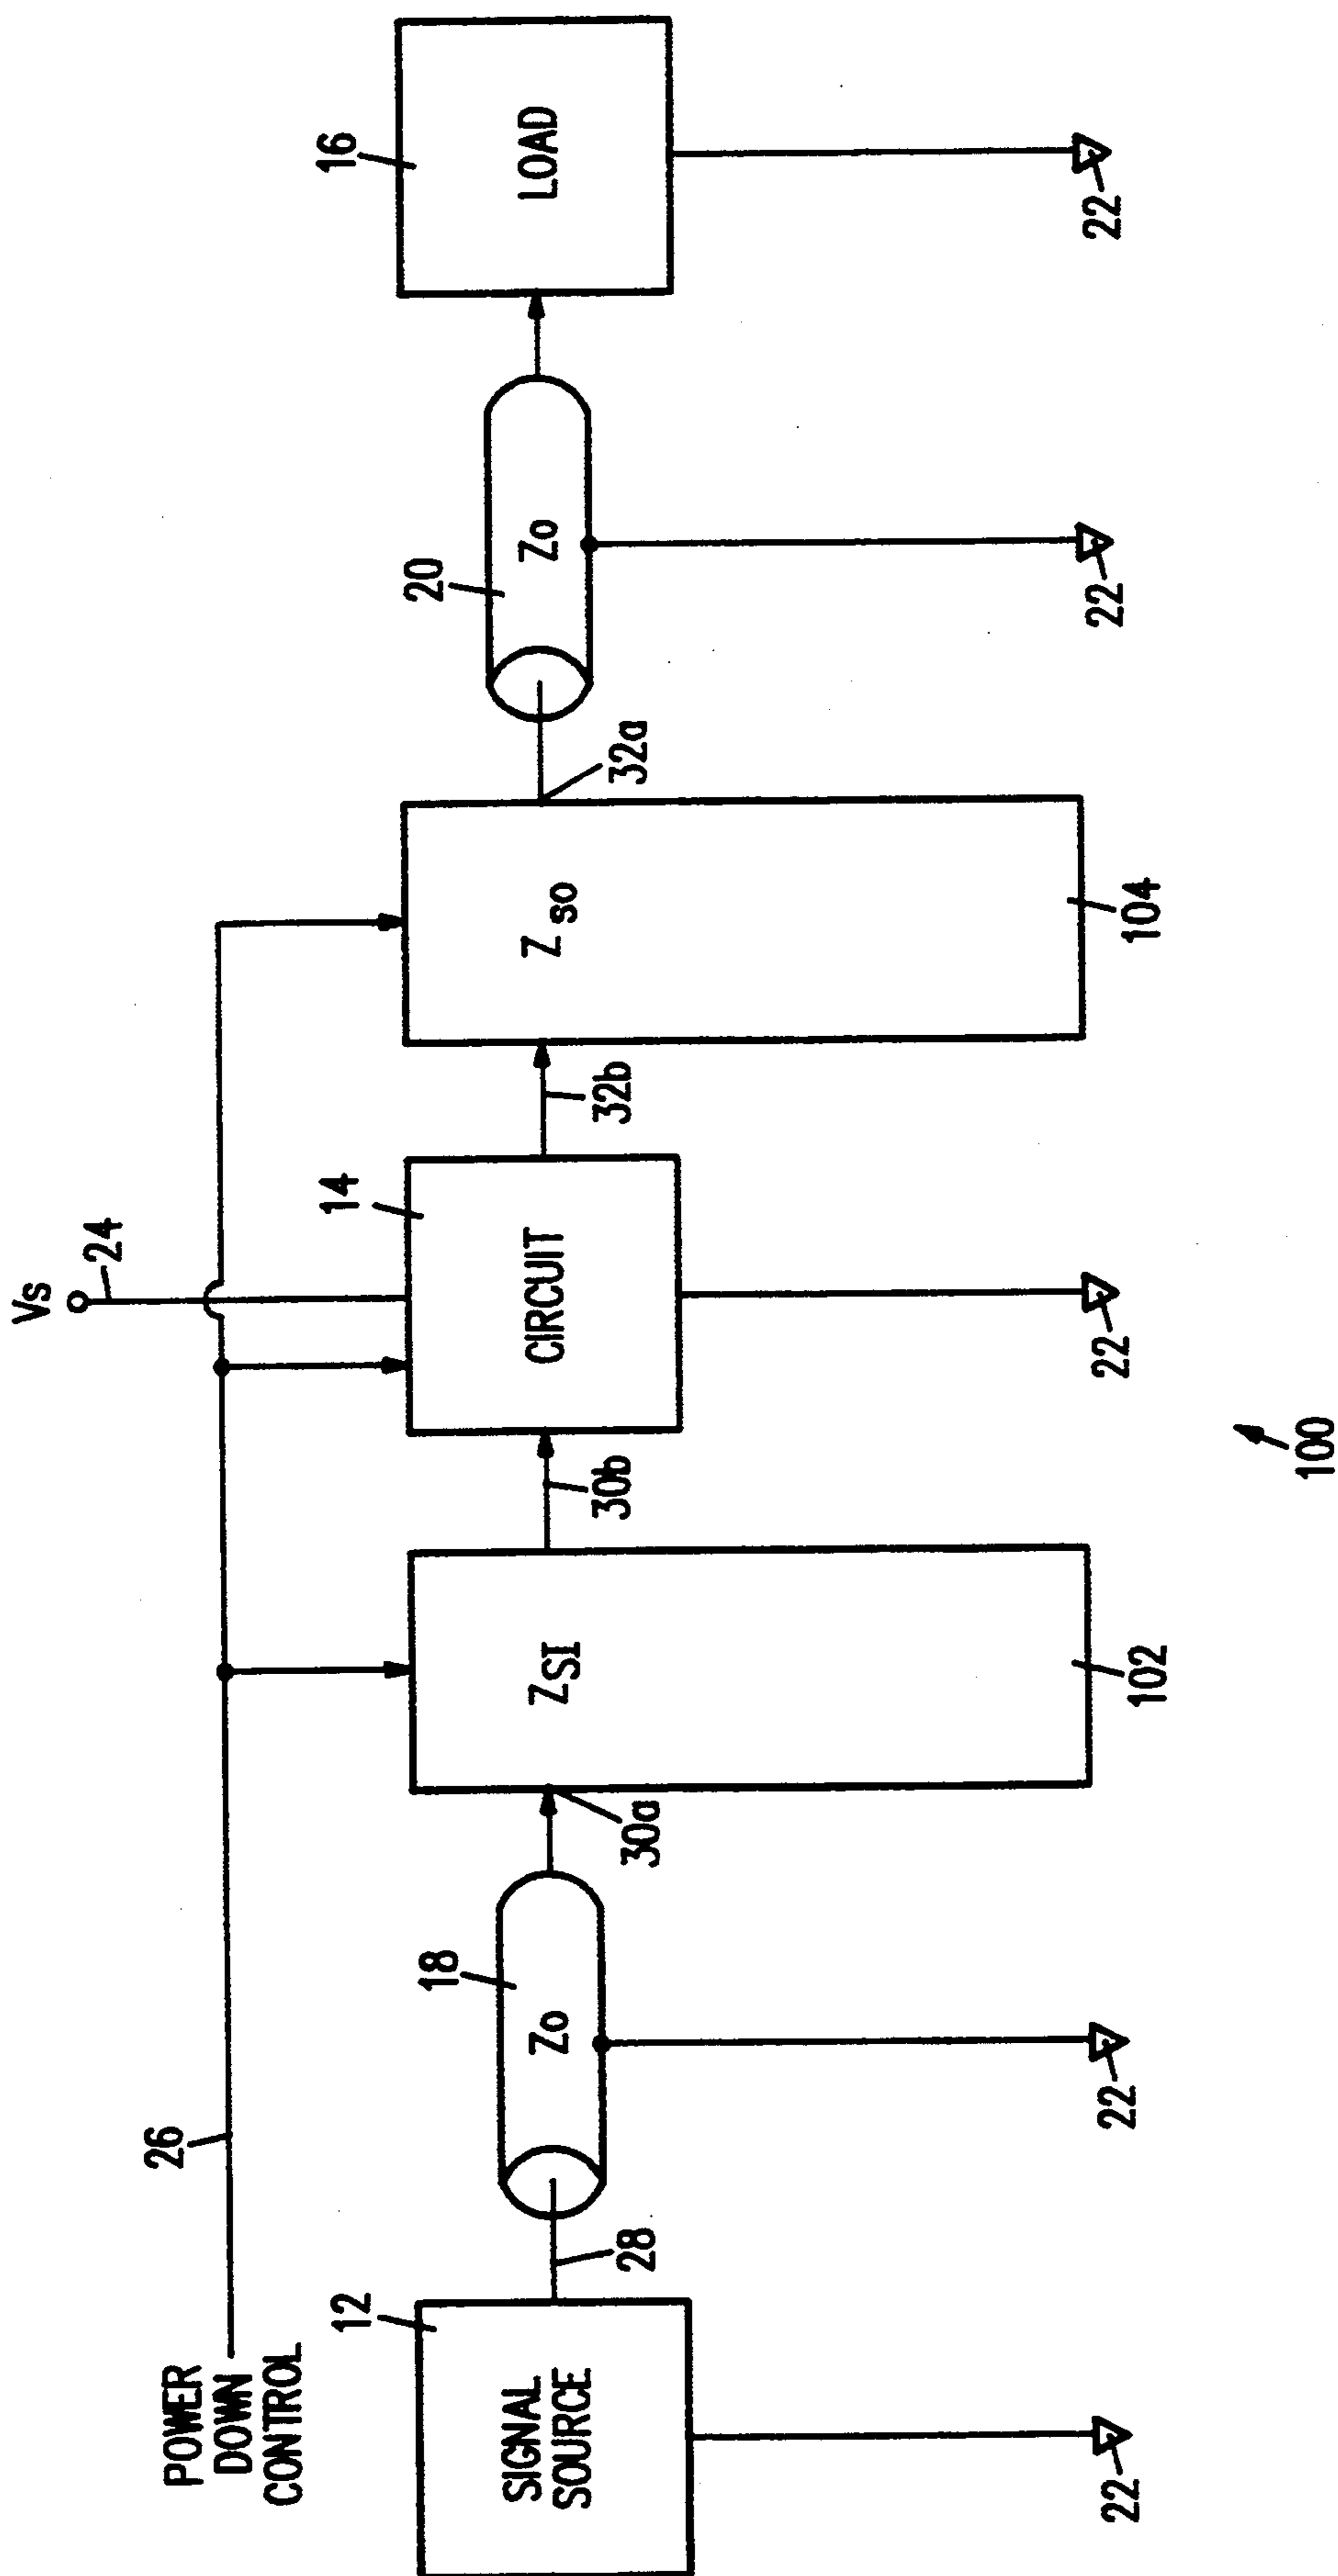 POWER
DOWN
CONTROL
26
Vs
24
12
SIGNAL
SOURCE
28
18
Zo
30a
ZSI
102
30b
14
CIRCUIT
32b
Zso
104
32a
20
Zo
16
LOAD
22
22
22
22
22
100